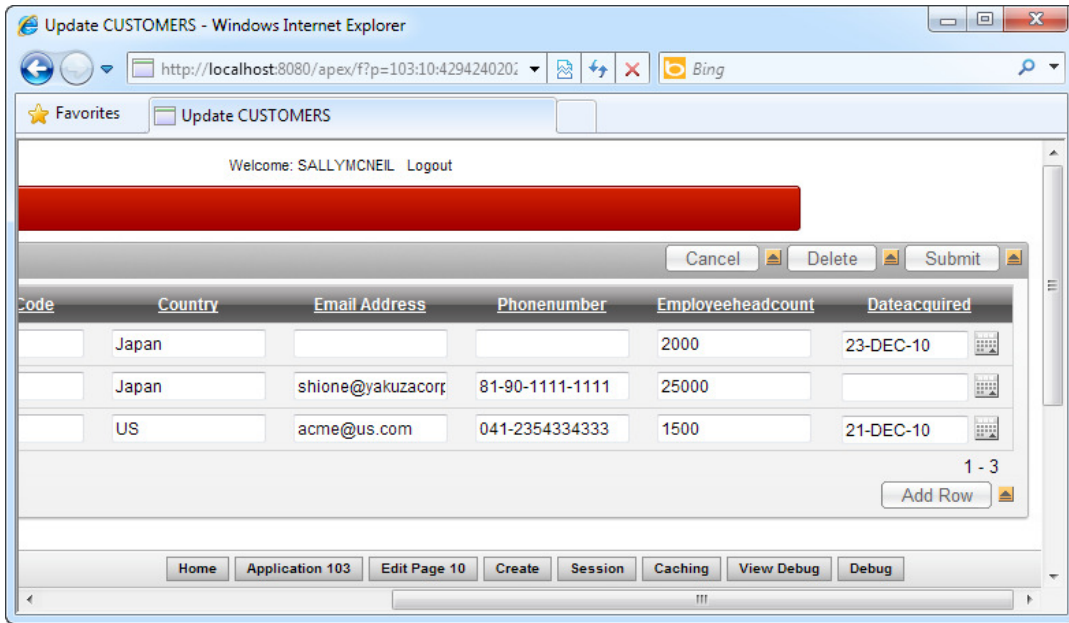 Update CUSTOMERS - Windows Internet Explorer
http://localhost:8080/apex/f?p=103:10:4294240202 Bing
Favorites Update CUSTOMERS
Welcome: SALLYMCNEIL Logout
Cancel Delete Submit
Code Country Email Address Phonenumber Employeeheadcount Dateacquired
Japan 2000 23-DEC-10
Japan shione@yakuzacorp 81-90-1111-1111 25000
US acme@us.com 041-2354334333 1500 21-DEC-10
1 - 3
Add Row
Home Application 103 Edit Page 10 Create Session Caching View Debug Debug